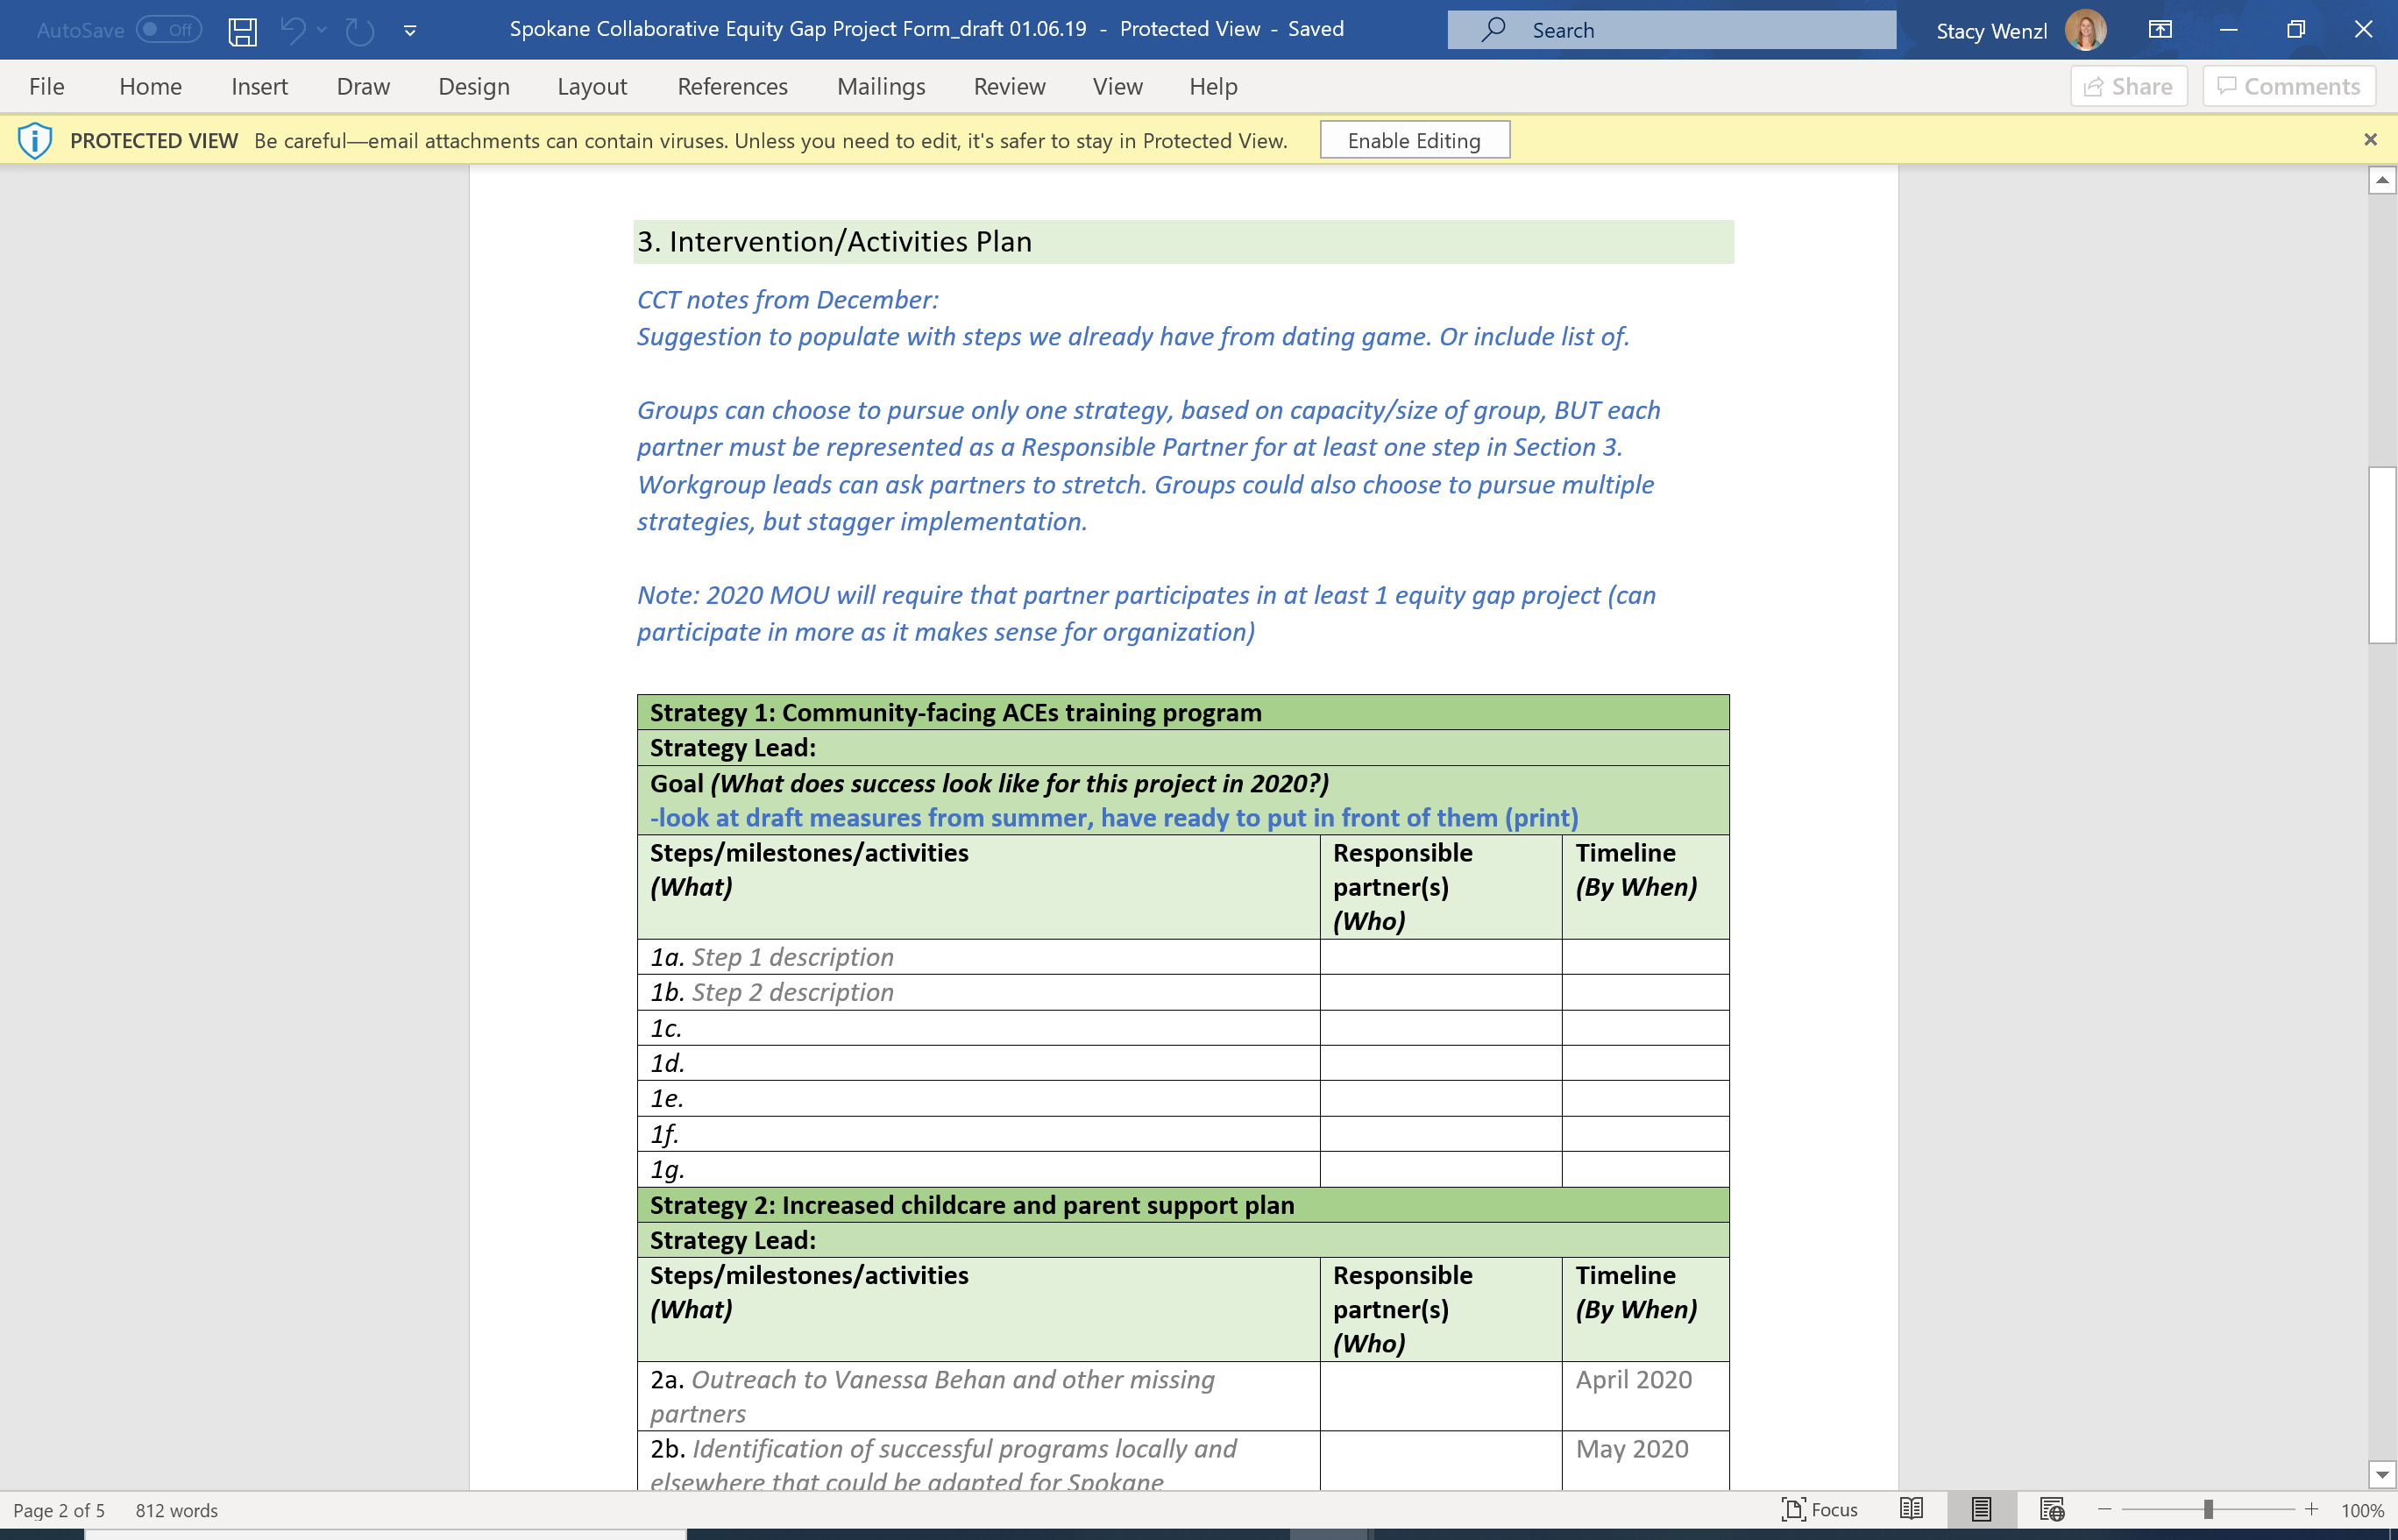 AutoSave Off
Spokane Collaborative Equity Gap Project Form_draft 01.06.19 - Protected View - Saved
Search
Stacy Wenzl
File Home Insert Draw Design Layout References Mailings Review View Help
Share Comments
PROTECTED VIEW Be careful—email attachments can contain viruses. Unless you need to edit, it's safer to stay in Protected View. Enable Editing
3. Intervention/Activities Plan
CCT notes from December:
Suggestion to populate with steps we already have from dating game. Or include list of.
Groups can choose to pursue only one strategy, based on capacity/size of group, BUT each
partner must be represented as a Responsible Partner for at least one step in Section 3.
Workgroup leads can ask partners to stretch. Groups could also choose to pursue multiple
strategies, but stagger implementation.
Note: 2020 MOU will require that partner participates in at least 1 equity gap project (can
participate in more as it makes sense for organization)
Strategy 1: Community-facing ACEs training program
Strategy Lead:
Goal (What does success look like for this project in 2020?)
-look at draft measures from summer, have ready to put in front of them (print)
Steps/milestones/activities
(What)
Responsible
partner(s)
(Who)
Timeline
(By When)
1a. Step 1 description
1b. Step 2 description
1c.
1d.
1e.
1f.
1g.
Strategy 2: Increased childcare and parent support plan
Strategy Lead:
Steps/milestones/activities
(What)
Responsible
partner(s)
(Who)
Timeline
(By When)
2a. Outreach to Vanessa Behan and other missing
partners
April 2020
2b. Identification of successful programs locally and
elsewhere that could be adapted for Spokane
May 2020
Page 2 of 5 812 words
Focus
100%